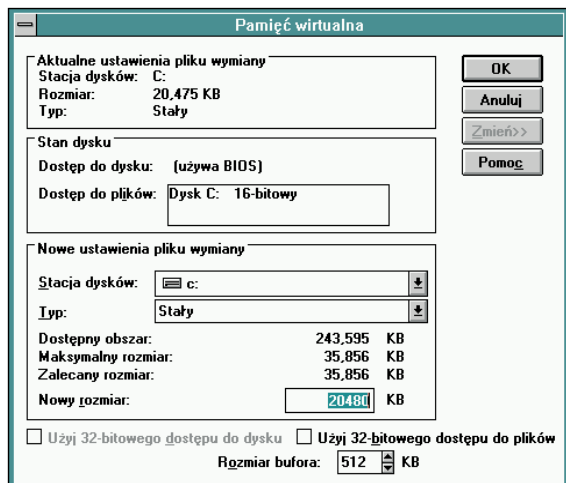 Pamięć wirtualna
Aktualne ustawienia pliku wymiany
Stacja dysków: C:
Rozmiar: 20,475 KB
Typ: Stały
OK
Anuluj
Zmień>>
Pomoc
Stan dysku
Dostęp do dysku: (używa BIOS)
Dostęp do plików: Dysk C: 16-bitowy
Nowe ustawienia pliku wymiany
Stacja dysków: c:
Typ: Stały
Dostępny obszar: 243,595 KB
Maksymalny rozmiar: 35,856 KB
Zalecany rozmiar: 35,856 KB
Nowy rozmiar: 20480 KB
Użyj 32-bitowego dostępu do dysku Użyj 32-bitowego dostępu do plików
Rozmiar bufora: 512 KB